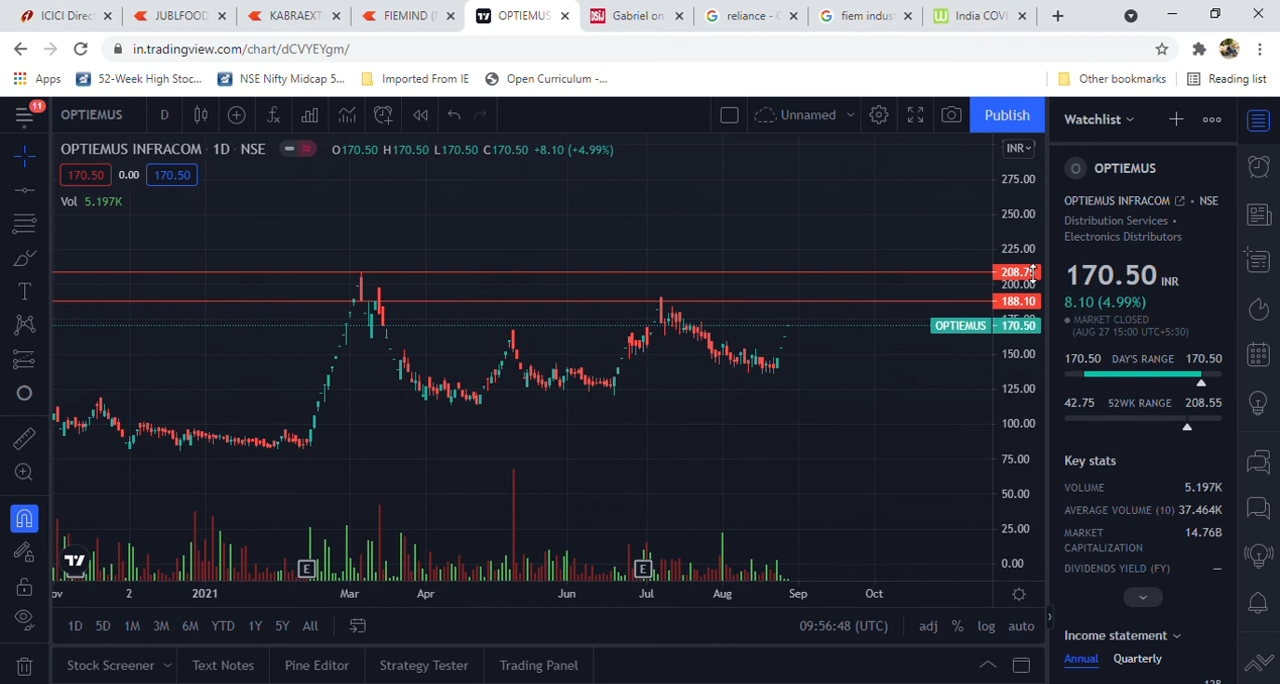 ICICI Direc
JUBLFOOD
KABRAEXT
FIEMIND (
OPTIEMUS
DSIJ
Gabriel on
reliance - G
fiem indus
India COVI
in.tradingview.com/chart/dCVYEYgm/
Apps
52-Week High Stoc...
NSE Nifty Midcap 5...
Imported From IE
Open Curriculum -...
Other bookmarks
Reading list
11
OPTIEMUS
D
Unnamed
Publish
Watchlist
OPTIEMUS INFRACOM · 1D · NSE
O170.50 H170.50 L170.50 C170.50 +8.10 (+4.99%)
INR
170.50
0.00
170.50
Vol 5.197K
275.00
250.00
225.00
208.7
200.00
188.10
OPTIEMUS
170.50
150.00
125.00
100.00
75.00
50.00
25.00
0.00
E
E
ov
2
2021
Mar
Apr
Jun
Jul
Aug
Sep
Oct
1D
5D
1M
3M
6M
YTD
1Y
5Y
All
09:56:48 (UTC)
adj
%
log
auto
Stock Screener
Text Notes
Pine Editor
Strategy Tester
Trading Panel
O
OPTIEMUS
OPTIEMUS INFRACOM • NSE
Distribution Services •
Electronics Distributors
170.50 INR
8.10 (4.99%)
MARKET CLOSED
(AUG 27 15:00 UTC+5:30)
170.50 DAY'S RANGE 170.50
42.75 52WK RANGE 208.55
Key stats
VOLUME 5.197K
AVERAGE VOLUME (10) 37.464K
MARKET CAPITALIZATION 14.76B
DIVIDENDS YIELD (FY) —
Income statement
Annual
Quarterly